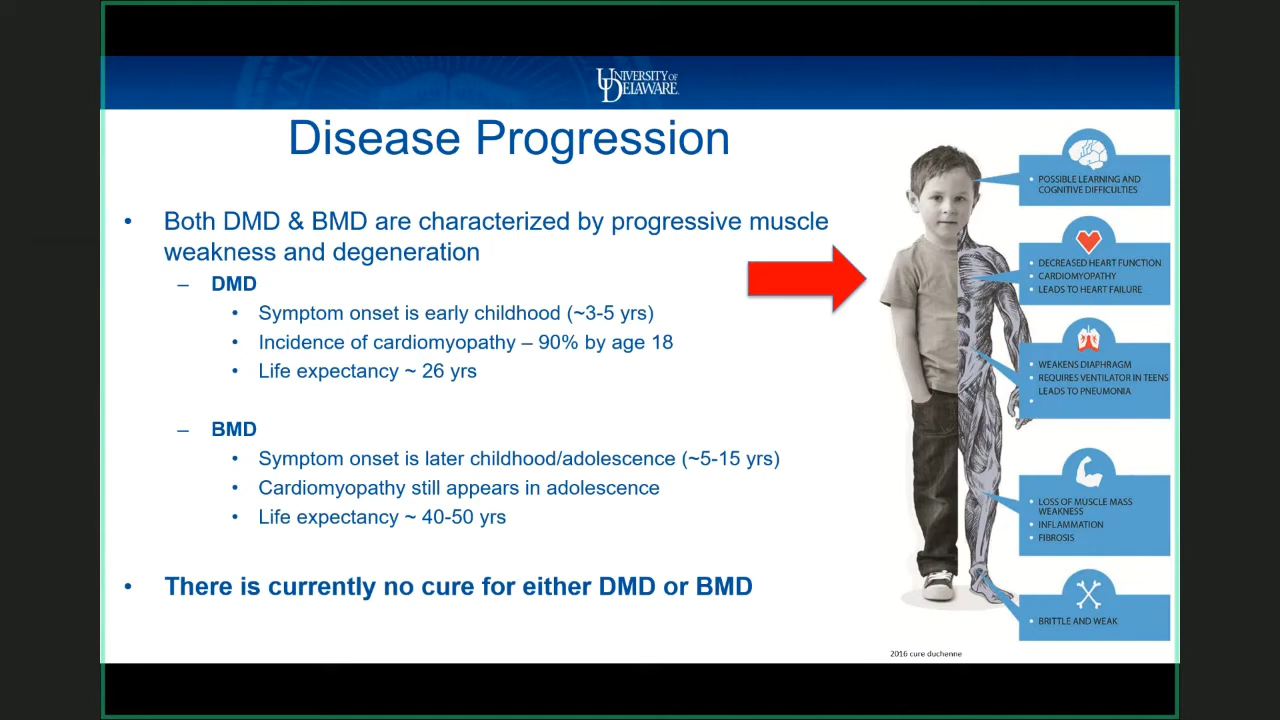 UNIVERSITY OF
DELAWARE
Disease Progression
• Both DMD & BMD are characterized by progressive muscle
weakness and degeneration
– DMD
• Symptom onset is early childhood (~3-5 yrs)
• Incidence of cardiomyopathy – 90% by age 18
• Life expectancy ~ 26 yrs
– BMD
• Symptom onset is later childhood/adolescence (~5-15 yrs)
• Cardiomyopathy still appears in adolescence
• Life expectancy ~ 40-50 yrs
• There is currently no cure for either DMD or BMD
• POSSIBLE LEARNING AND
COGNITIVE DIFFICULTIES
• DECREASED HEART FUNCTION
• CARDIOMYOPATHY
• LEADS TO HEART FAILURE
• WEAKENS DIAPHRAGM
• REQUIRES VENTILATOR IN TEENS
LEADS TO PNEUMONIA
•
• LOSS OF MUSCLE MASS
WEAKNESS
• INFLAMMATION
• FIBROSIS
• BRITTLE AND WEAK
2016 cure duchenne